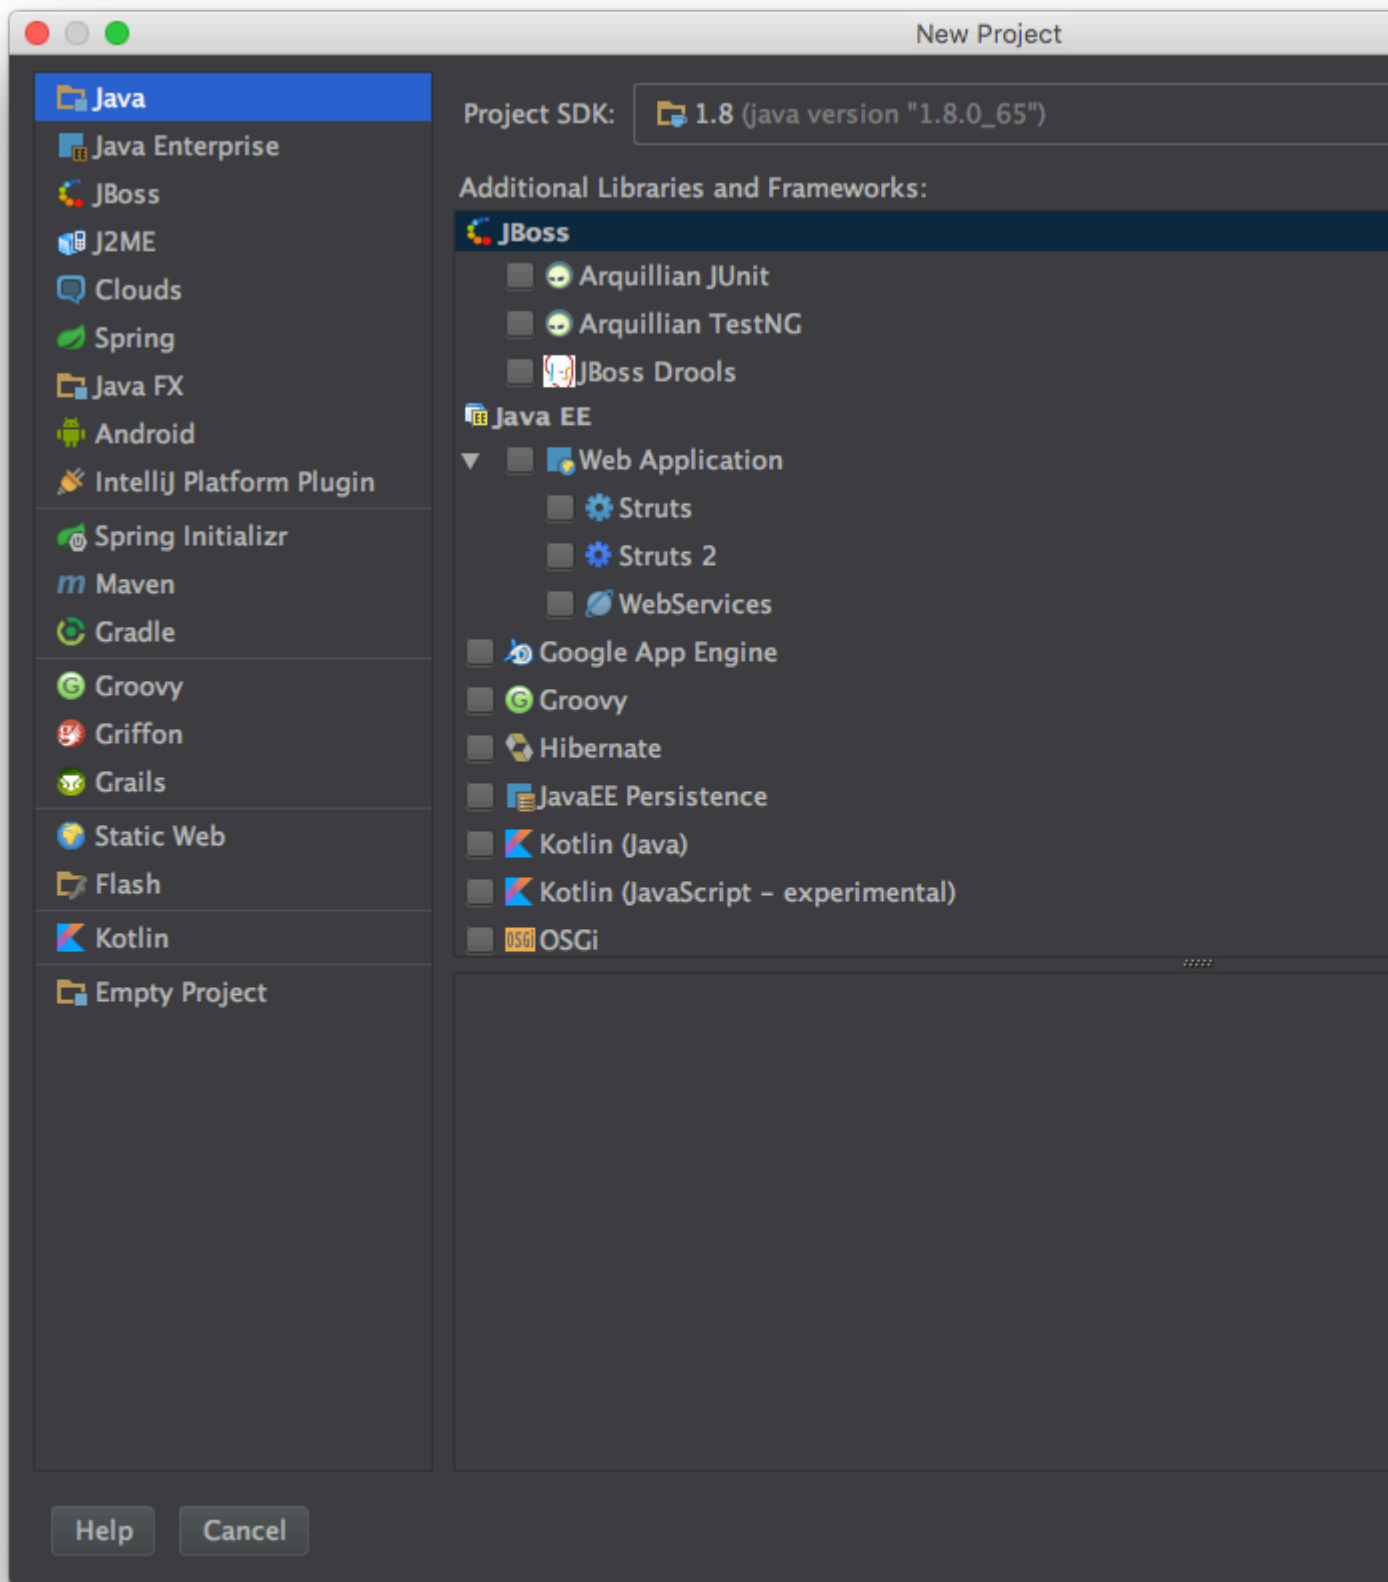 New Project
Java
Java Enterprise
JBoss
J2ME
Clouds
Spring
Java FX
Android
IntelliJ Platform Plugin
Spring Initializr
m Maven
Gradle
G Groovy
Griffon
Grails
Static Web
Flash
Kotlin
Empty Project
Project SDK: 1.8 (java version "1.8.0_65")
Additional Libraries and Frameworks:
JBoss
Arquillian JUnit
Arquillian TestNG
JBoss Drools
EE Java EE
Web Application
Struts
Struts 2
WebServices
Google App Engine
G Groovy
Hibernate
JavaEE Persistence
Kotlin (Java)
Kotlin (JavaScript – experimental)
OSGi OSGi
Help Cancel